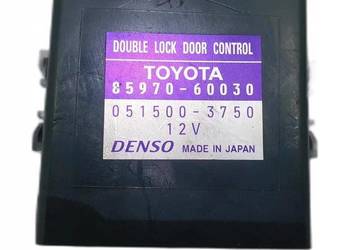 DOUBLE LOCK DOOR CONTROL
TOYOTA
85970-60030
051500-3750
12V
DENSO MADE IN JAPAN